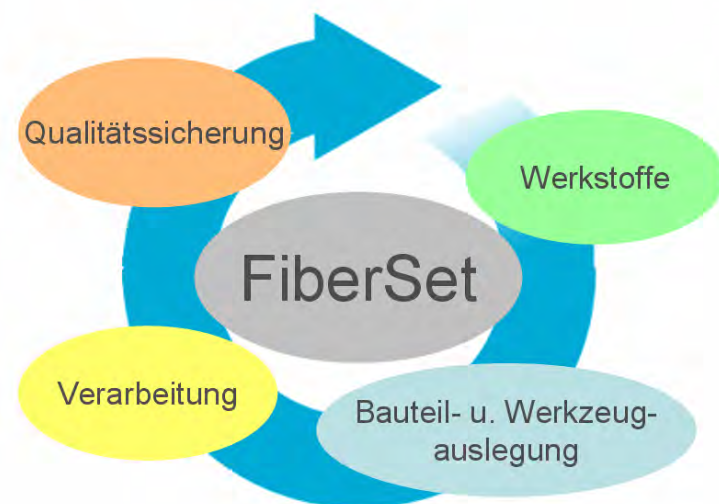 Qualitätssicherung
Werkstoffe
FiberSet
Verarbeitung
Bauteil- u. Werkzeug-
auslegung